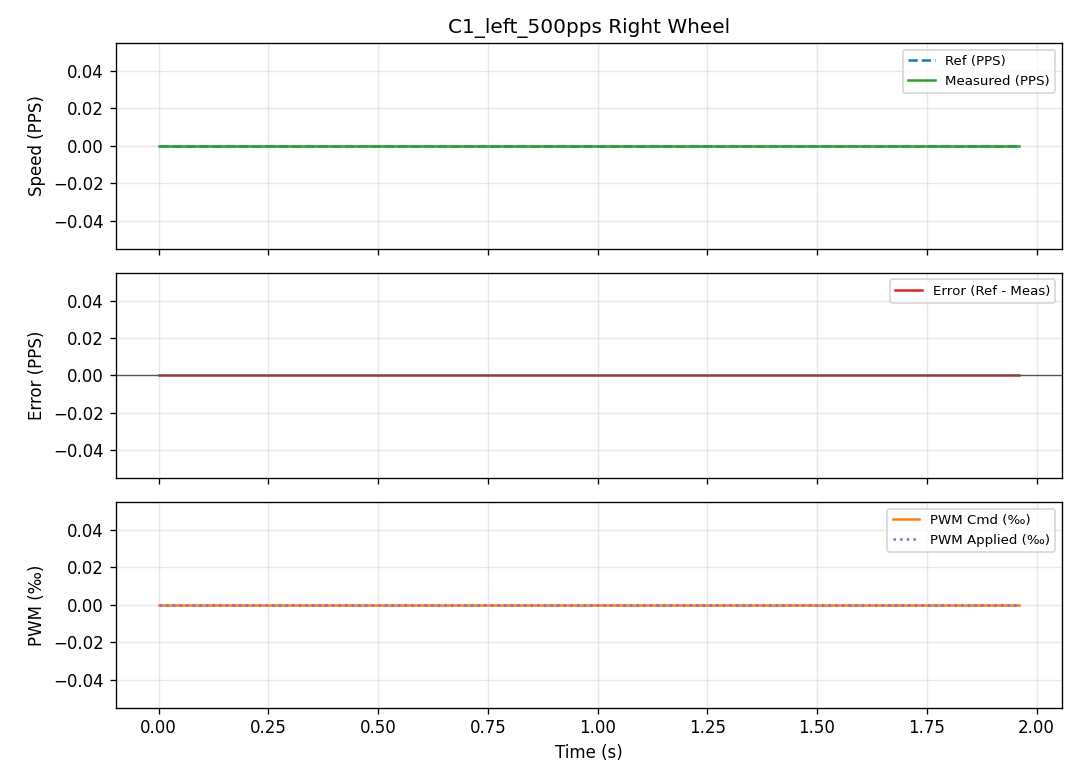 C1_left_500pps Right Wheel
Speed (PPS)
0.04
0.02
0.00
−0.02
−0.04
Ref (PPS)
Measured (PPS)
Error (PPS)
0.04
0.02
0.00
−0.02
−0.04
Error (Ref - Meas)
PWM (‰)
0.04
0.02
0.00
−0.02
−0.04
PWM Cmd (‰)
PWM Applied (‰)
0.00 0.25 0.50 0.75 1.00 1.25 1.50 1.75 2.00
Time (s)